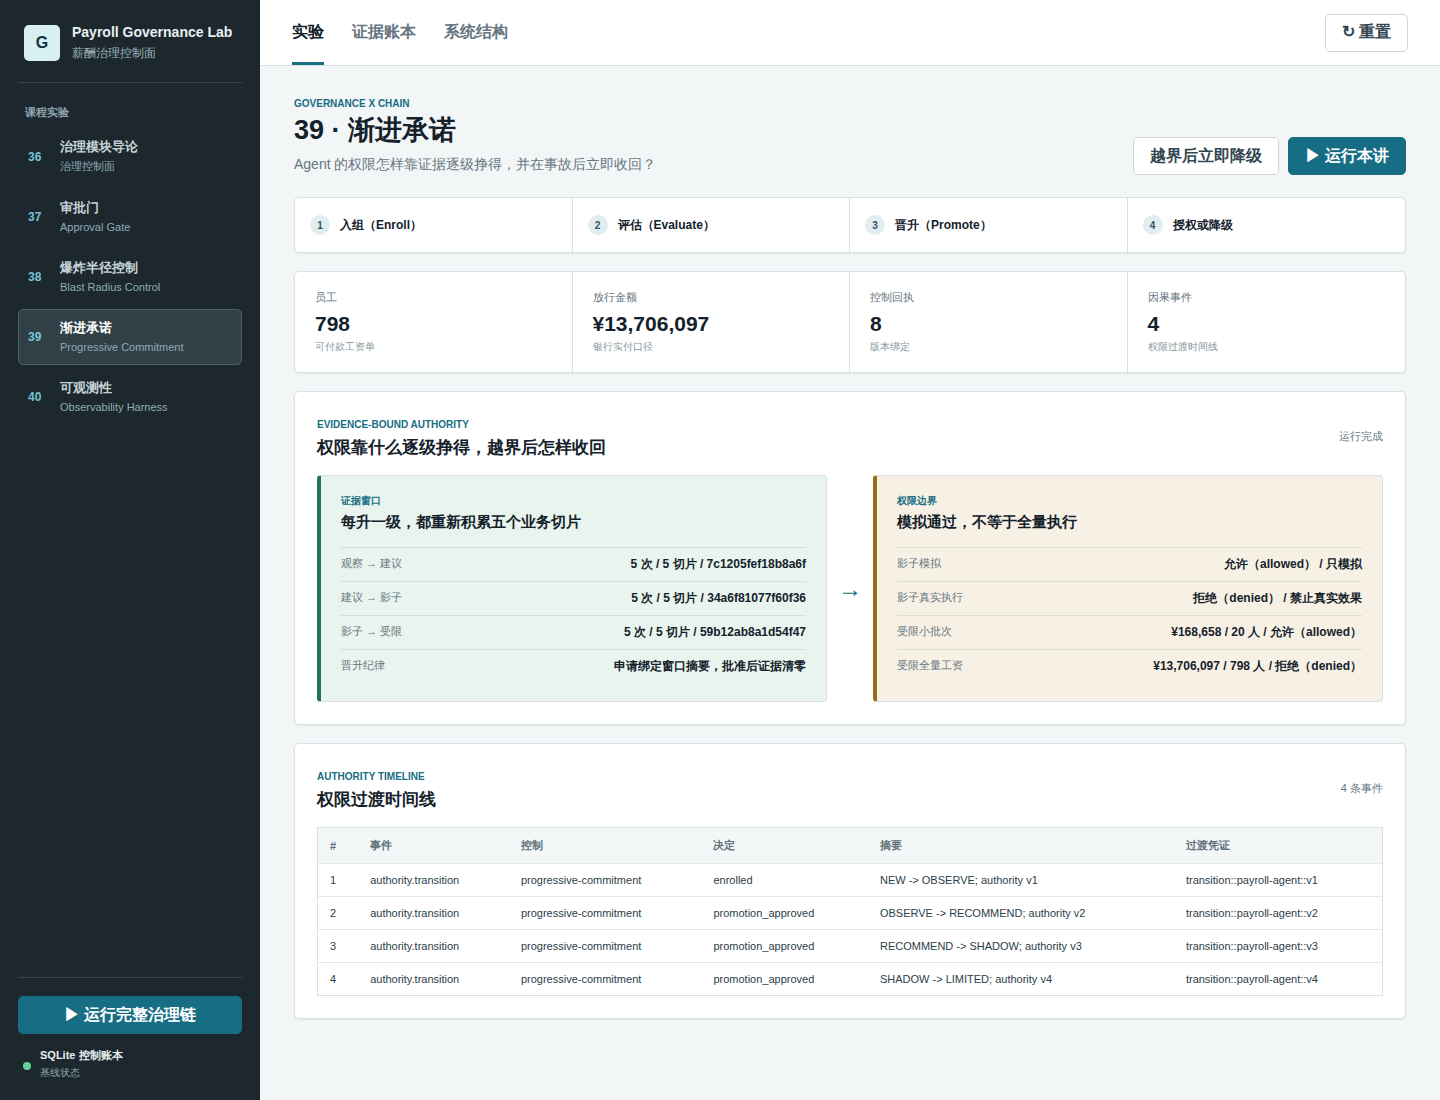 G
Payroll Governance Lab
薪酬治理控制面
课程实验
36
治理模块导论
治理控制面
37
审批门
Approval Gate
38
爆炸半径控制
Blast Radius Control
39
渐进承诺
Progressive Commitment
40
可观测性
Observability Harness
▶ 运行完整治理链
SQLite 控制账本
基线状态
实验 证据账本 系统结构
↻ 重置
GOVERNANCE X CHAIN
39 · 渐进承诺
Agent 的权限怎样靠证据逐级挣得，并在事故后立即收回？
越界后立即降级
▶ 运行本讲
1 入组（Enroll）
2 评估（Evaluate）
3 晋升（Promote）
4 授权或降级
员工
798
可付款工资单
放行金额
¥13,706,097
银行实付口径
控制回执
8
版本绑定
因果事件
4
权限过渡时间线
EVIDENCE-BOUND AUTHORITY
权限靠什么逐级挣得，越界后怎样收回
运行完成
证据窗口
每升一级，都重新积累五个业务切片
观察 → 建议 5 次 / 5 切片 / 7c1205fef18b8a6f
建议 → 影子 5 次 / 5 切片 / 34a6f81077f60f36
影子 → 受限 5 次 / 5 切片 / 59b12ab8a1d54f47
晋升纪律 申请绑定窗口摘要，批准后证据清零
→
权限边界
模拟通过，不等于全量执行
影子模拟 允许（allowed） / 只模拟
影子真实执行 拒绝（denied） / 禁止真实效果
受限小批次 ¥168,658 / 20 人 / 允许（allowed）
受限全量工资 ¥13,706,097 / 798 人 / 拒绝（denied）
AUTHORITY TIMELINE
权限过渡时间线
4 条事件
# 事件 控制 决定 摘要 过渡凭证
1 authority.transition progressive-commitment enrolled NEW -> OBSERVE; authority v1 transition::payroll-agent::v1
2 authority.transition progressive-commitment promotion_approved OBSERVE -> RECOMMEND; authority v2 transition::payroll-agent::v2
3 authority.transition progressive-commitment promotion_approved RECOMMEND -> SHADOW; authority v3 transition::payroll-agent::v3
4 authority.transition progressive-commitment promotion_approved SHADOW -> LIMITED; authority v4 transition::payroll-agent::v4